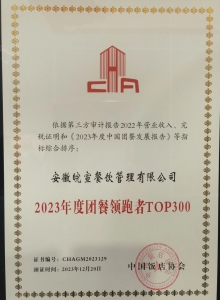 CHA
依据第三方审计报告2022年营业收入、完
税证明和《2023年度中国团餐发展报告》等指
标综合排序:
安徽皖宣餐饮管理有限公司
2023年度团餐领跑者TOP300
证书编号:CHAGM2023129
颁证时间:2023年12月20日
中国饭店协会